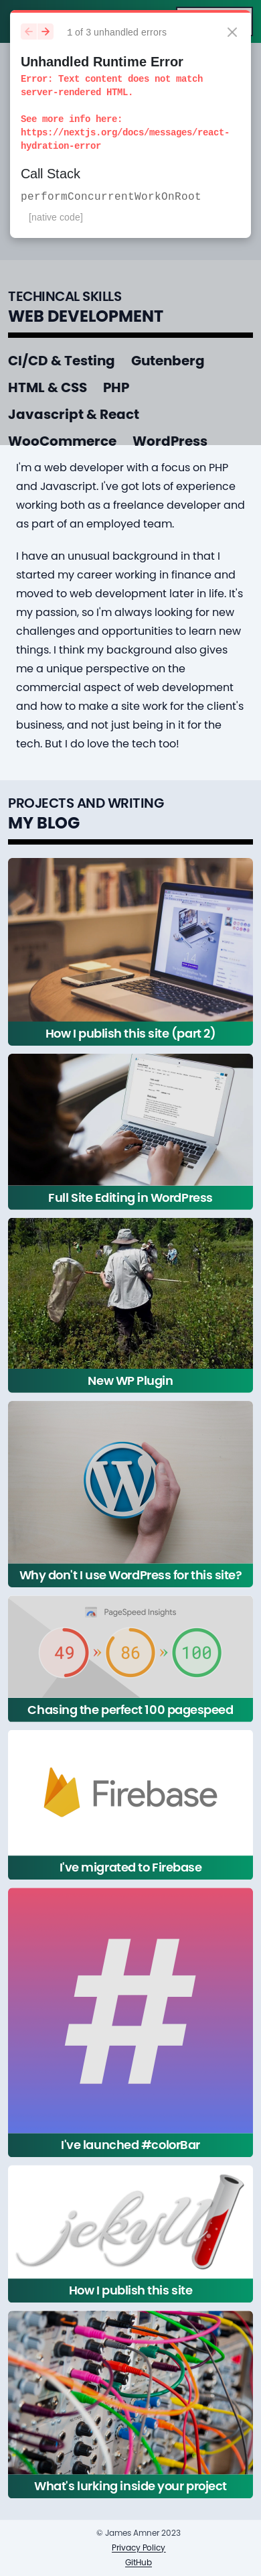 1 of 3 unhandled errors
Unhandled Runtime Error
Error: Text content does not match
server-rendered HTML.
See more info here:
https://nextjs.org/docs/messages/react-
hydration-error
Call Stack
performConcurrentWorkOnRoot
[native code]
TECHINCAL SKILLS
WEB DEVELOPMENT
CI/CD & Testing Gutenberg
HTML & CSS PHP
Javascript & React
WooCommerce WordPress
I'm a web developer with a focus on PHP
and Javascript. I've got lots of experience
working both as a freelance developer and
as part of an employed team.
I have an unusual background in that I
started my career working in finance and
moved to web development later in life. It's
my passion, so I'm always looking for new
challenges and opportunities to learn new
things. I think my background also gives
me a unique perspective on the
commercial aspect of web development
and how to make a site work for the client's
business, and not just being in it for the
tech. But I do love the tech too!
PROJECTS AND WRITING
MY BLOG
How I publish this site (part 2)
Full Site Editing in WordPress
New WP Plugin
Why don't I use WordPress for this site?
PageSpeed Insights
49 » 86 » 100
Chasing the perfect 100 pagespeed
Firebase
I've migrated to Firebase
#
I've launched #colorBar
jekyll
How I publish this site
What's lurking inside your project
© James Amner 2023
Privacy Policy
GitHub